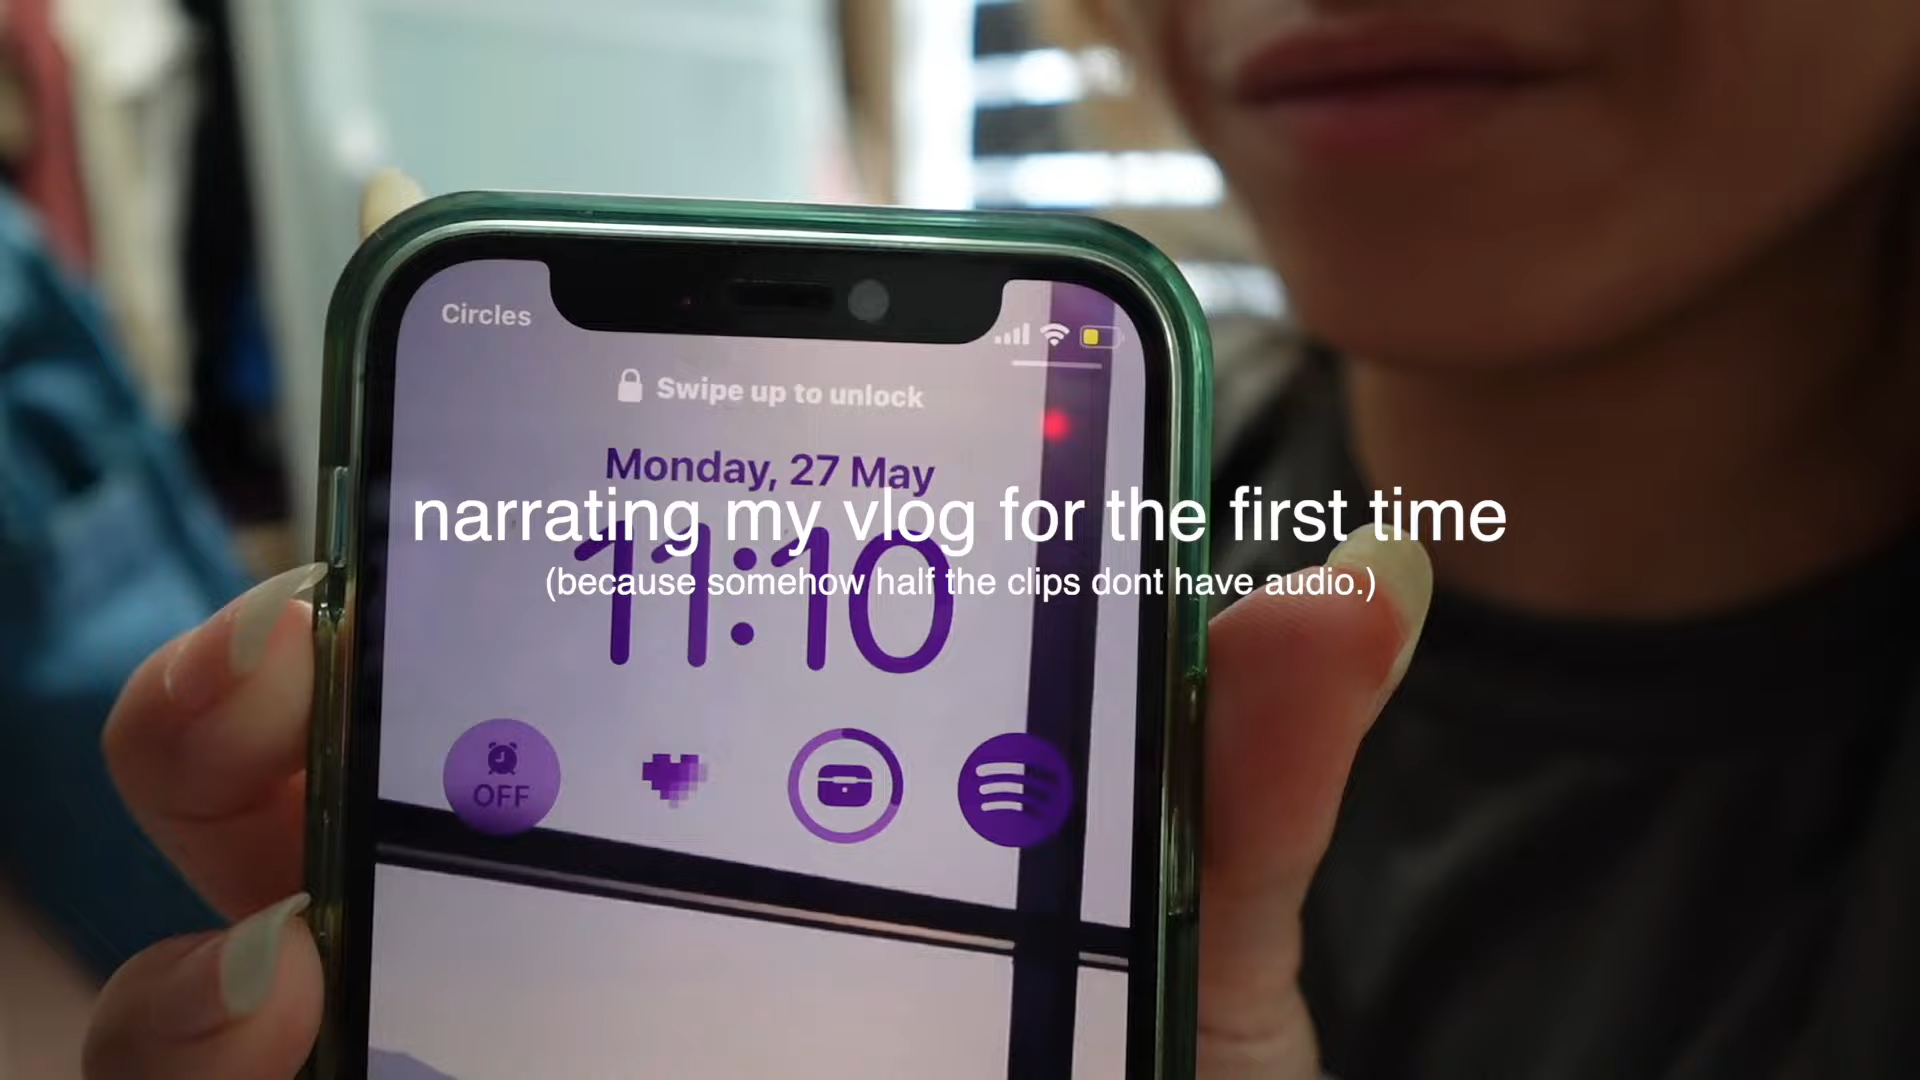 Circles
Swipe up to unlock
Monday, 27 May
narrating my vlog for the first time
11:10
(because somehow half the clips dont have audio.)
OFF